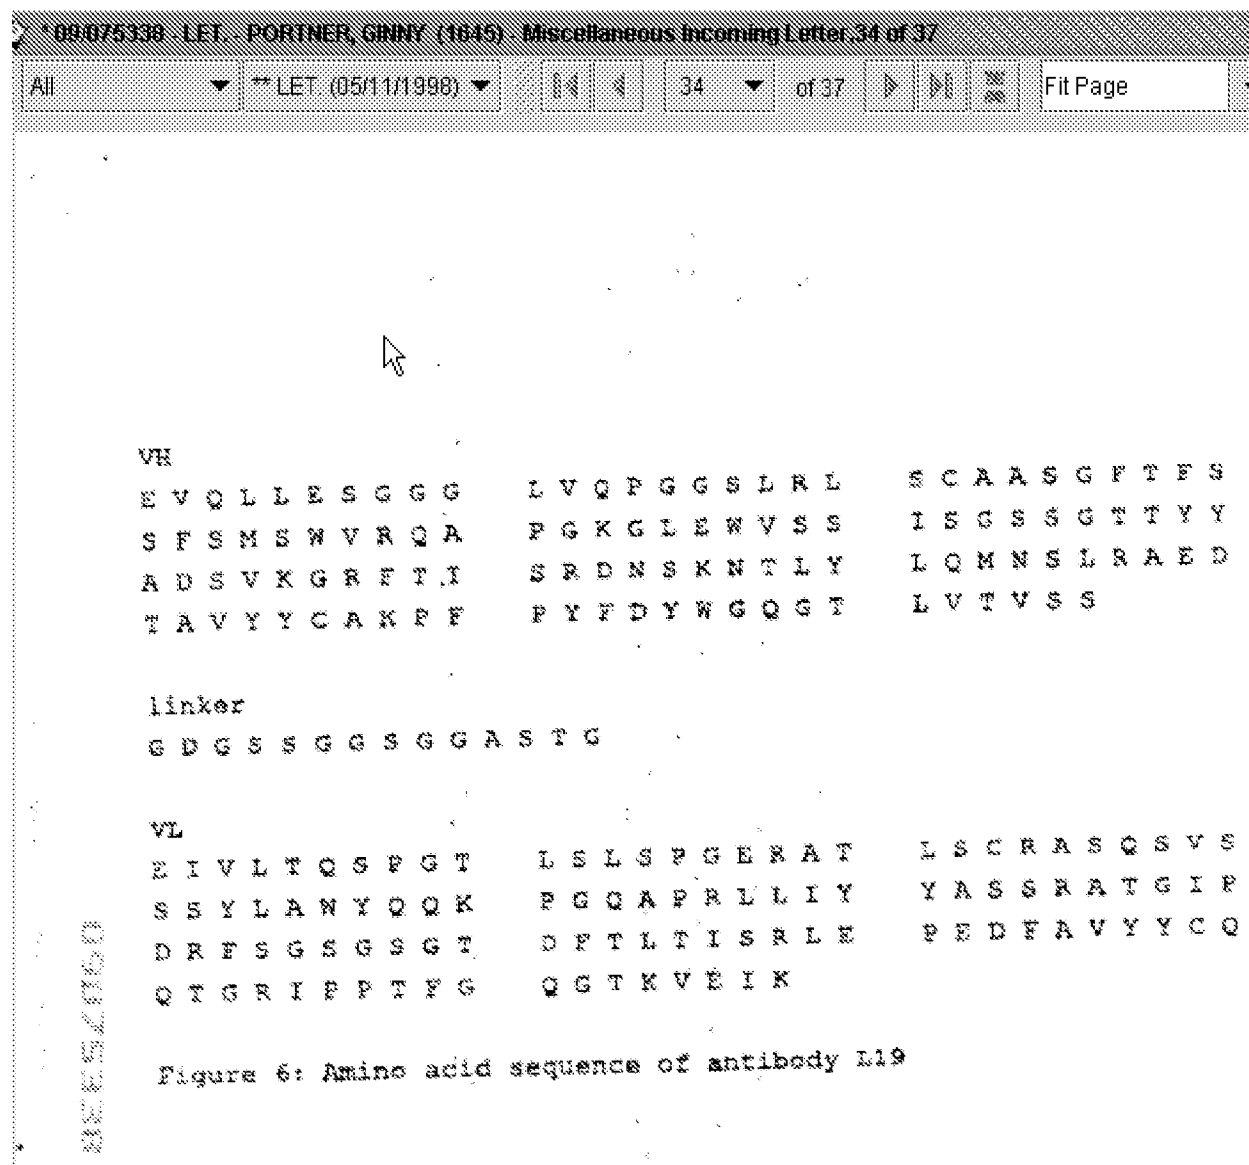 * 09/075338 - LET. - PORTNER, GINNY (1645) - Miscellaneous Incoming Letter,34 of 37
All ** LET. (05/11/1998) 34 of 37 Fit Page
VH
E V Q L L E S G G G L V Q P G G S L R L S C A A S G F T F S
S F S M S W V R Q A P G K G L E W V S S I S G S S G T T Y Y
A D S V K G R F T I S R D N S K N T L Y L Q M N S L R A E D
T A V Y Y C A K P F P Y F D Y W G Q G T L V T V S S
linker
G D G S S G G S G G A S T G
VL
E I V L T Q S P G T L S L S P G E R A T L S C R A S Q S V S
S S Y L A W Y Q Q K P G Q A P R L L I Y Y A S S R A T G I P
D R F S G S G S G T D F T L T I S R L E P E D F A V Y Y C Q
Q T G R I P P T F G Q G T K V E I K
Figure 6: Amino acid sequence of antibody L19
09075338